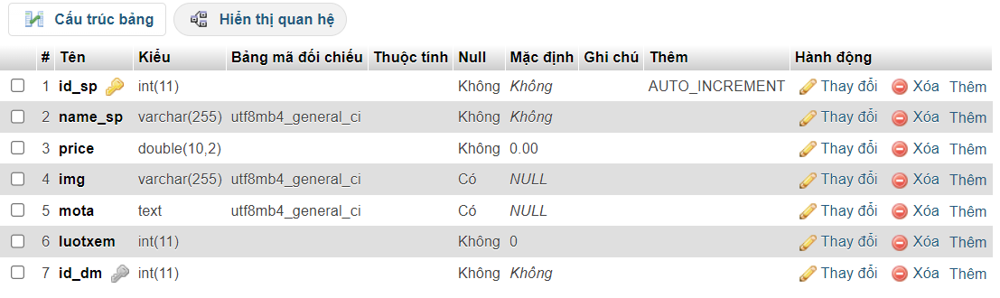 Cấu trúc bảng Hiển thị quan hệ
# Tên Kiểu Bảng mã đối chiếu Thuộc tính Null Mặc định Ghi chú Thêm Hành động
1 id_sp int(11) Không Không AUTO_INCREMENT Thay đổi Xóa Thêm
2 name_sp varchar(255) utf8mb4_general_ci Không Không Thay đổi Xóa Thêm
3 price double(10,2) Không 0.00 Thay đổi Xóa Thêm
4 img varchar(255) utf8mb4_general_ci Có NULL Thay đổi Xóa Thêm
5 mota text utf8mb4_general_ci Có NULL Thay đổi Xóa Thêm
6 luotxem int(11) Không 0 Thay đổi Xóa Thêm
7 id_dm int(11) Không Không Thay đổi Xóa Thêm